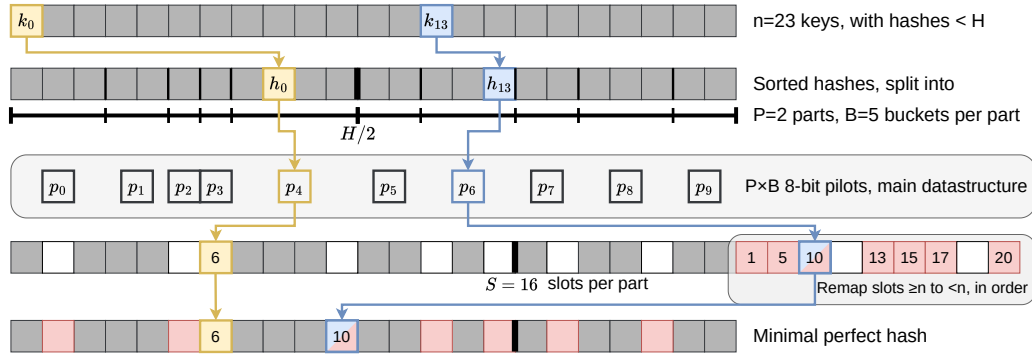 k₀ k₁₃ n=23 keys, with hashes < H
h₀ h₁₃ Sorted hashes, split into
P=2 parts, B=5 buckets per part
H/2
p₀ p₁ p₂ p₃ p₄ p₅ p₆ p₇ p₈ p₉ P×B 8-bit pilots, main datastructure
6 1 5 10 13 15 17 20
S = 16 slots per part
Remap slots ≥n to <n, in order
6 10 Minimal perfect hash